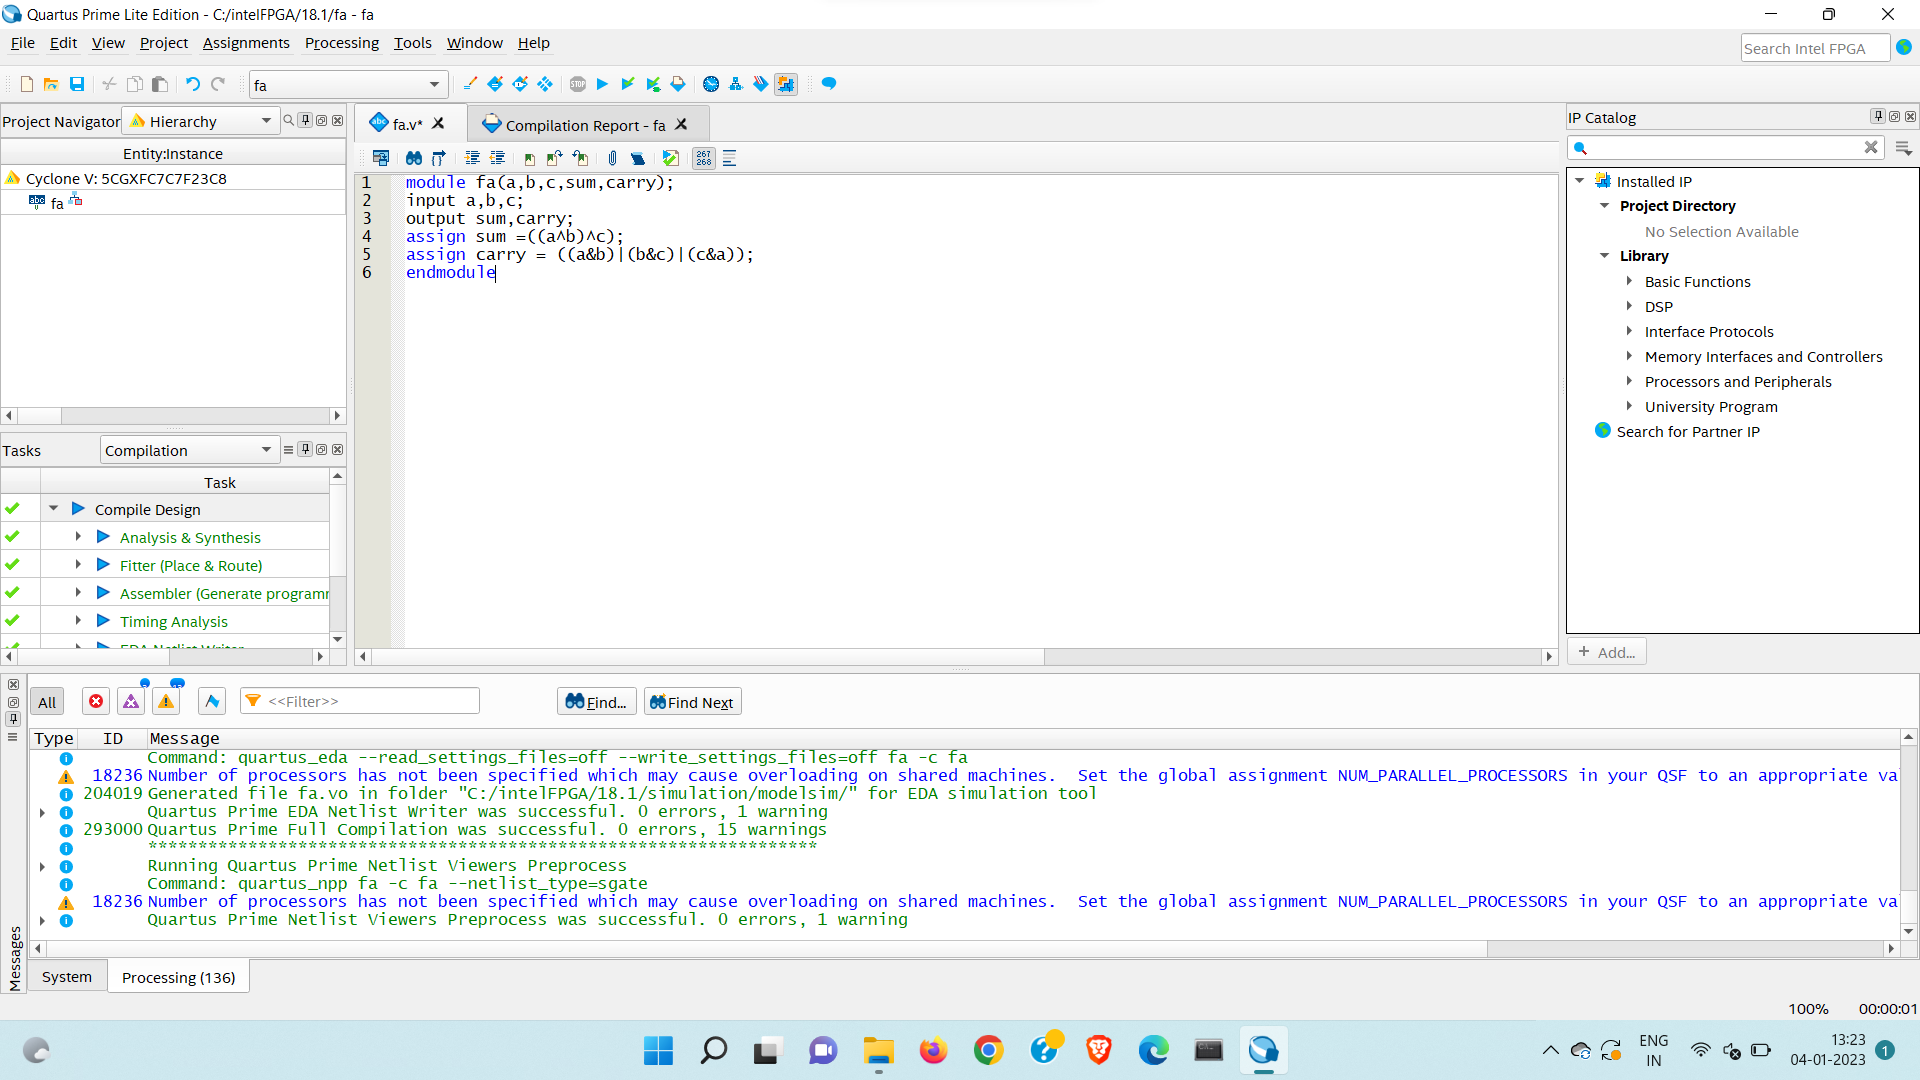 Quartus Prime Lite Edition - C:/intelFPGA/18.1/fa - fa
File Edit View Project Assignments Processing Tools Window Help
Search Intel FPGA
fa
STOP
Project Navigator Hierarchy
abc fa.v* Compilation Report - fa
IP Catalog
267
268
Entity:Instance
Cyclone V: 5CGXFC7C7F23C8
abc fa
1 module fa(a,b,c,sum,carry);
2 input a,b,c;
3 output sum,carry;
4 assign sum =((a^b)^c);
5 assign carry = ((a&b)|(b&c)|(c&a));
6 endmodule
Installed IP
Project Directory
No Selection Available
Library
Basic Functions
DSP
Interface Protocols
Memory Interfaces and Controllers
Processors and Peripherals
University Program
Search for Partner IP
+ Add...
Tasks Compilation
Task
Compile Design
Analysis & Synthesis
Fitter (Place & Route)
Assembler (Generate programm
Timing Analysis
EDA Netlist Writer
All <<Filter>> Find... Find Next
Type ID Message
Command: quartus_eda --read_settings_files=off --write_settings_files=off fa -c fa
18236 Number of processors has not been specified which may cause overloading on shared machines.  Set the global assignment NUM_PARALLEL_PROCESSORS in your QSF to an appropriate va
204019 Generated file fa.vo in folder "C:/intelFPGA/18.1/simulation/modelsim/" for EDA simulation tool
Quartus Prime EDA Netlist Writer was successful. 0 errors, 1 warning
293000 Quartus Prime Full Compilation was successful. 0 errors, 15 warnings
*******************************************************************
Running Quartus Prime Netlist Viewers Preprocess
Command: quartus_npp fa -c fa --netlist_type=sgate
18236 Number of processors has not been specified which may cause overloading on shared machines.  Set the global assignment NUM_PARALLEL_PROCESSORS in your QSF to an appropriate va
Quartus Prime Netlist Viewers Preprocess was successful. 0 errors, 1 warning
Messages
System Processing (136)
100% 00:00:01
ENG
IN
13:23
04-01-2023
1